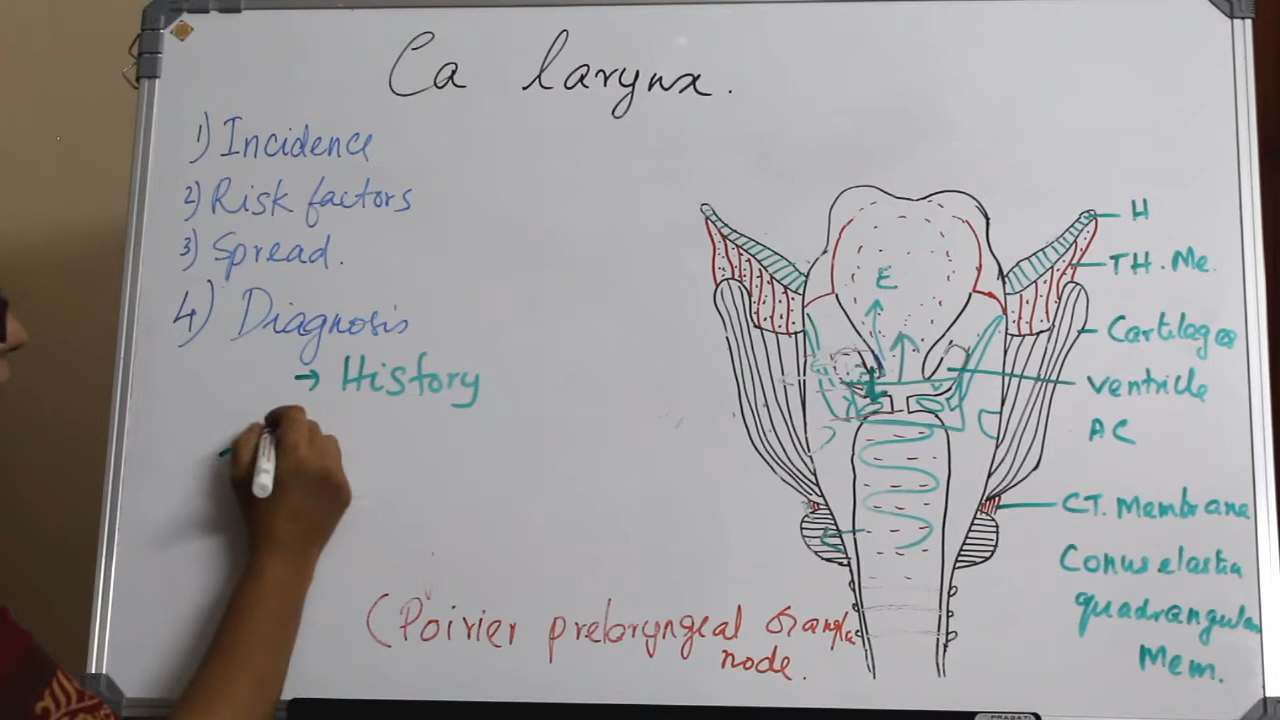 Ca larynx.
1) Incidence
2) Risk factors
3) Spread.
4) Diagnosis
→ History
E
H
TH. Me.
Cartilage
ventricle
AC
CT. Membrane
Conus elastic
quadrangular
Mem.
(Poirier prelaryngeal
node.
PRAGATI